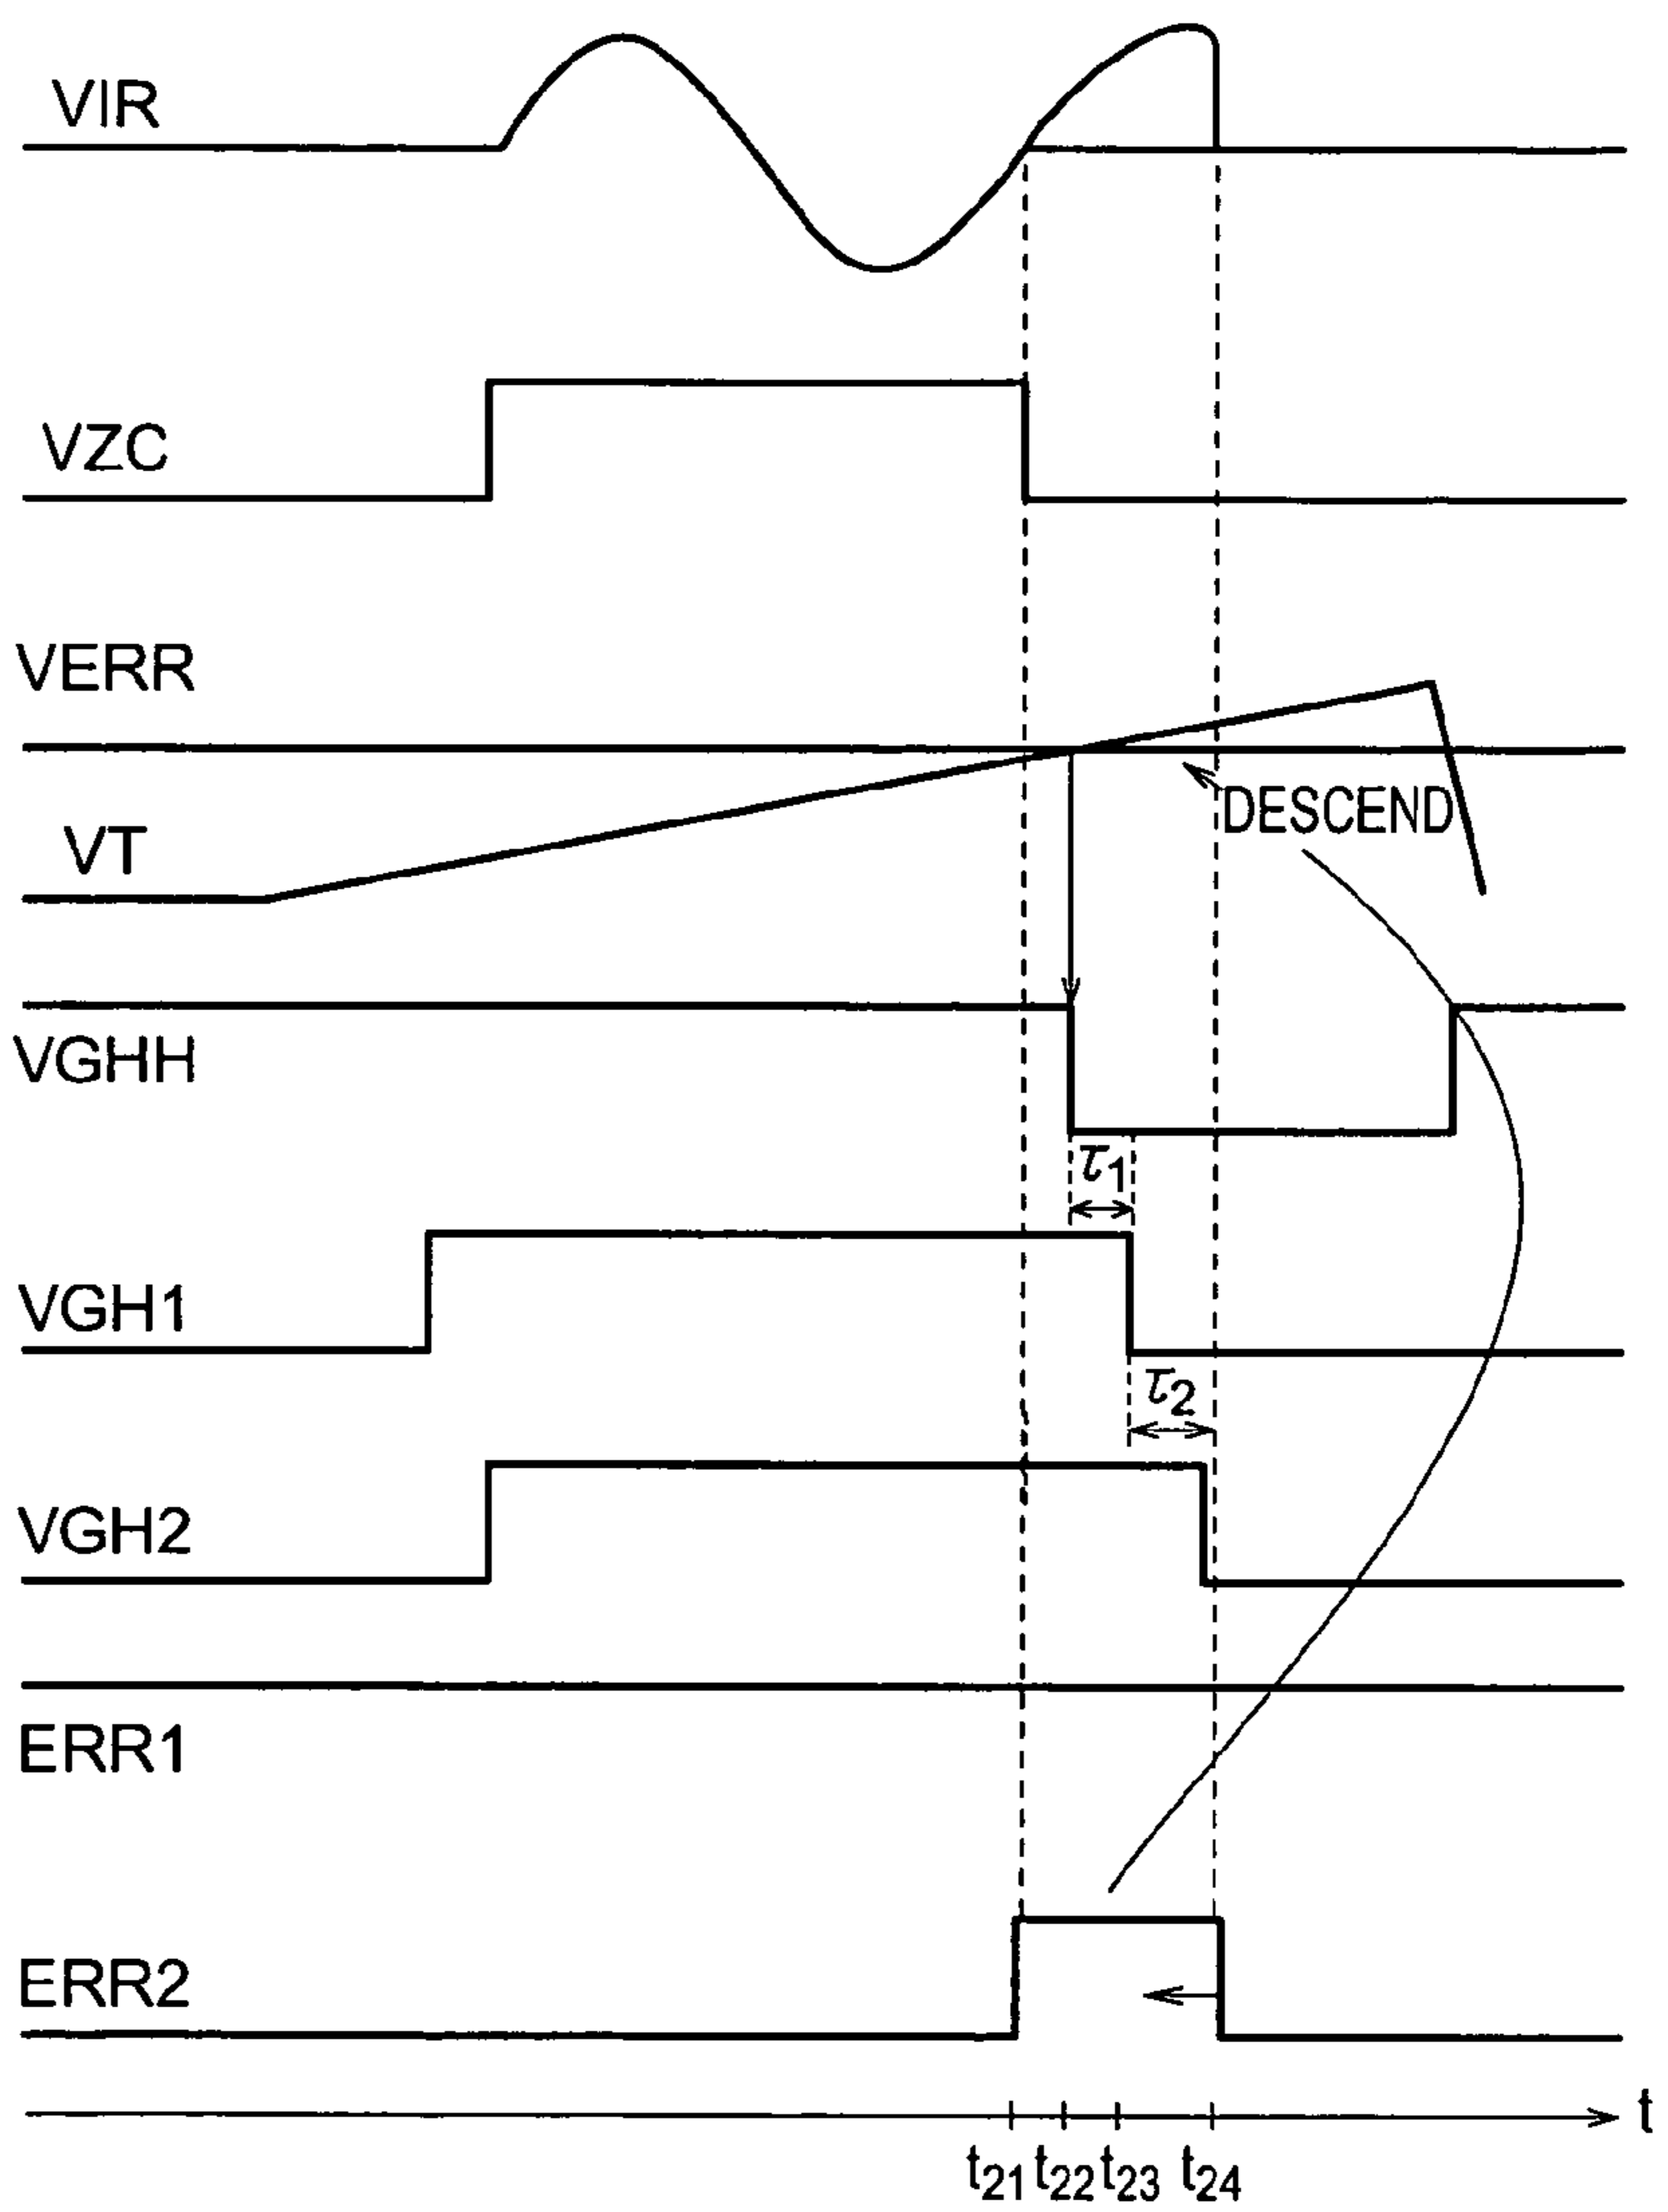 VIR
VZC
VERR
DESCEND
VT
VGHH
τ1
VGH1
τ2
VGH2
ERR1
ERR2
t
t21 t22 t23 t24